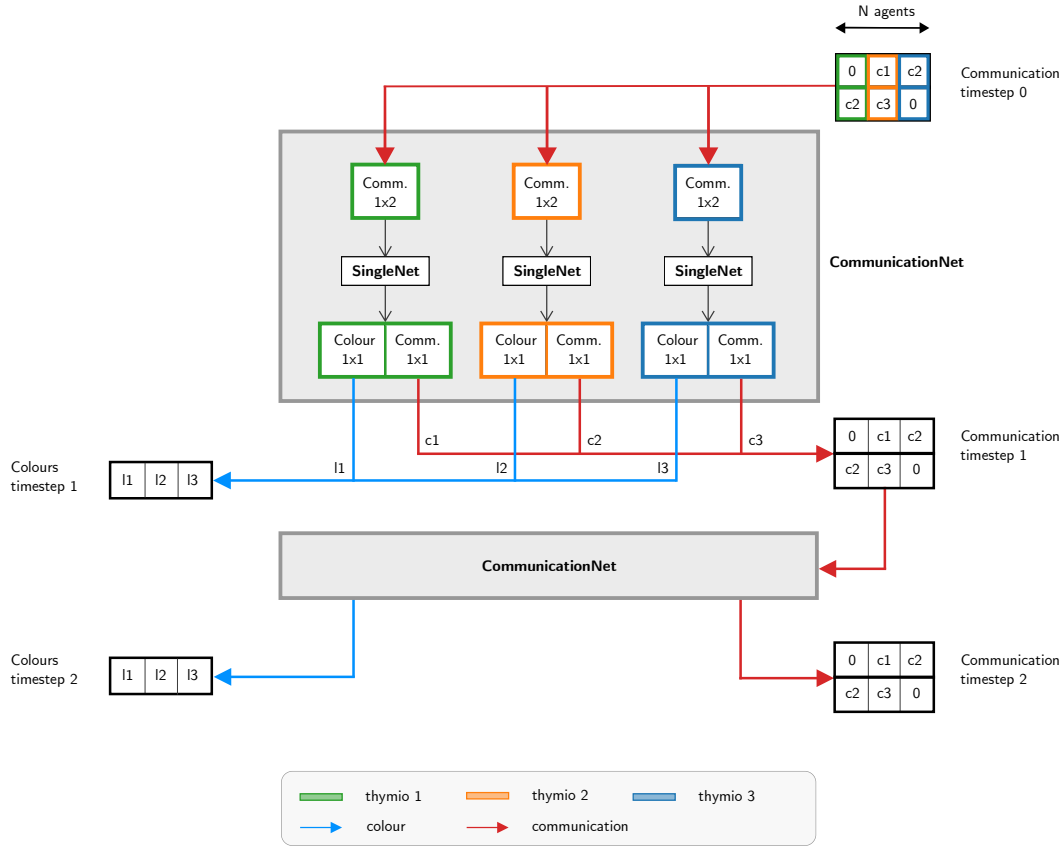 N agents
0 c1 c2
c2 c3 0
Communication
timestep 0
Comm.
1x2
Comm.
1x2
Comm.
1x2
SingleNet
SingleNet
SingleNet
CommunicationNet
Colour
1x1
Comm.
1x1
Colour
1x1
Comm.
1x1
Colour
1x1
Comm.
1x1
c1
c2
c3
l1
l2
l3
0 c1 c2
c2 c3 0
Communication
timestep 1
Colours
timestep 1
l1 l2 l3
CommunicationNet
Colours
timestep 2
l1 l2 l3
0 c1 c2
c2 c3 0
Communication
timestep 2
thymio 1
thymio 2
thymio 3
colour
communication